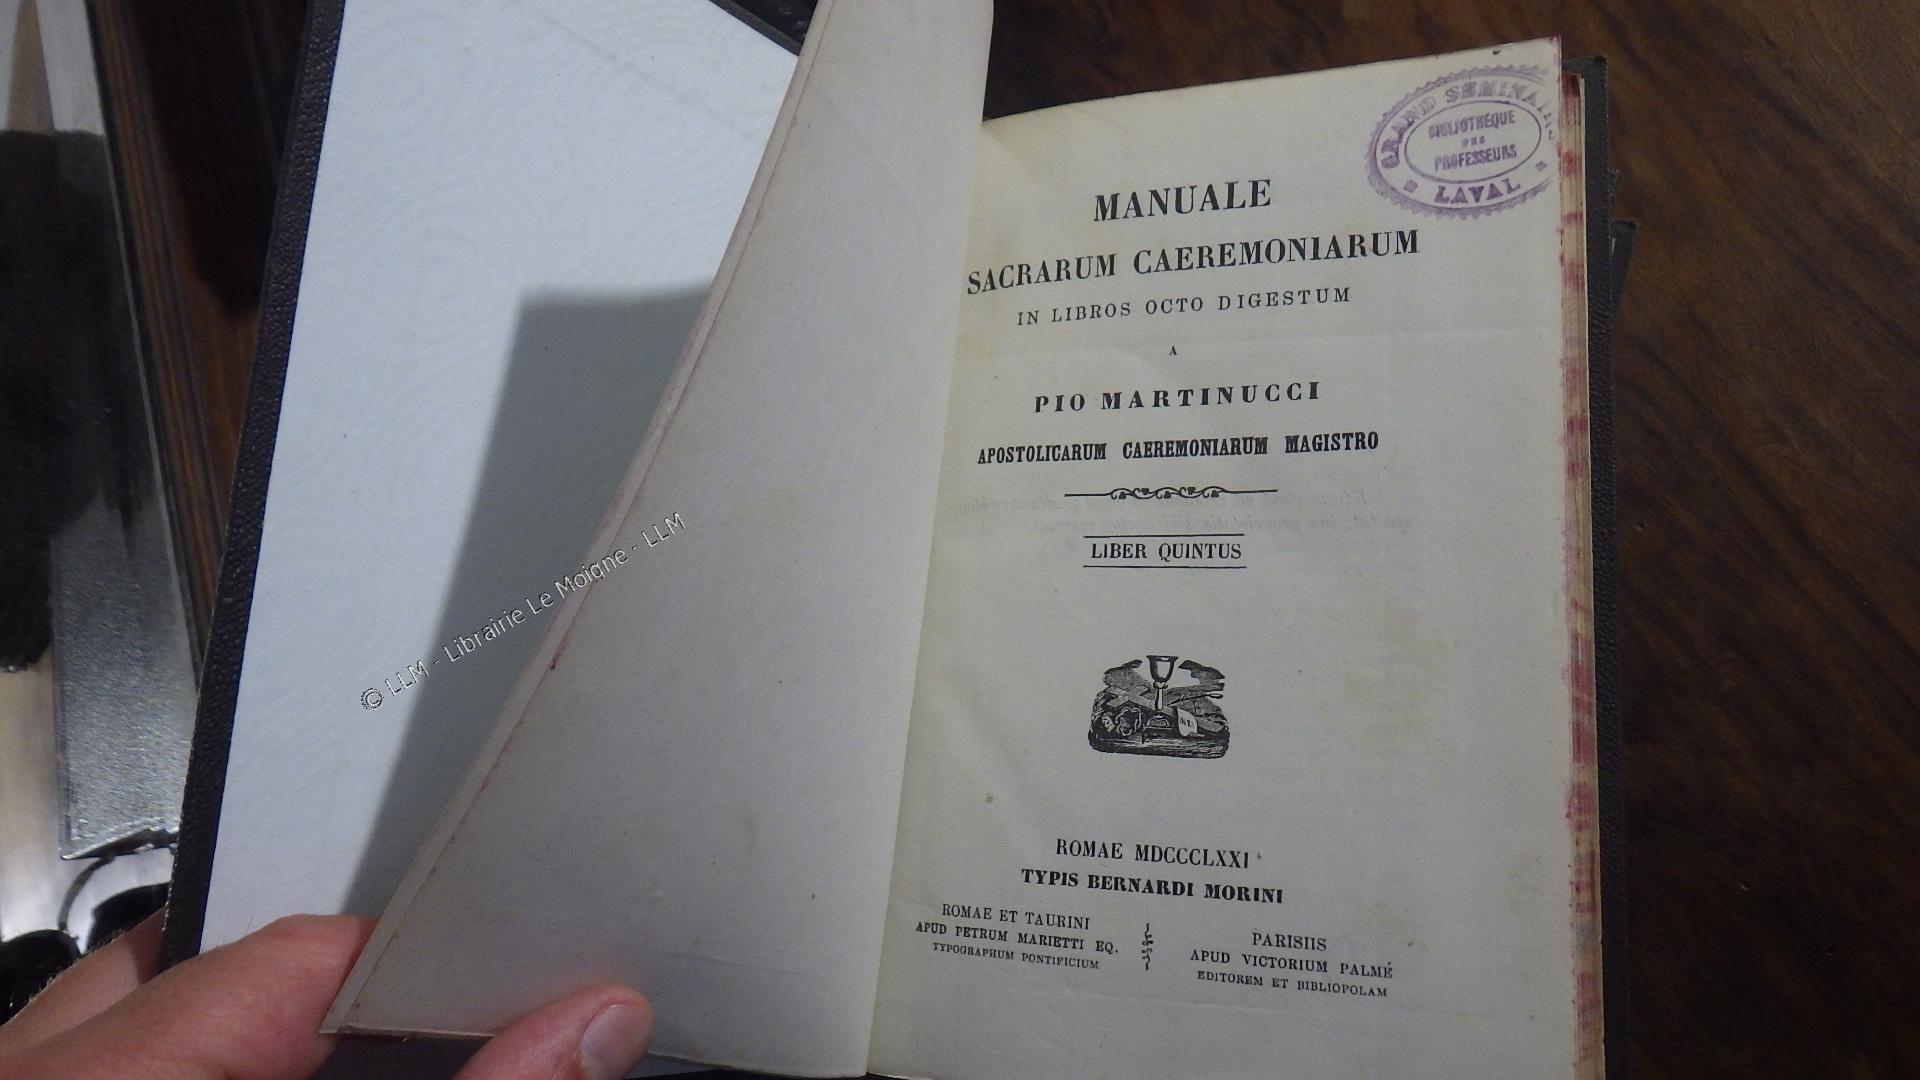 GRAND SEMINAIRE
BIBLIOTHEQUE
DES
PROFESSEURS
LAVAL
MANUALE
SACRARUM CAEREMONIARUM
IN LIBROS OCTO DIGESTUM
A
PIO MARTINUCCI
APOSTOLICARUM CAEREMONIARUM MAGISTRO
LIBER QUINTUS
ROMAE MDCCCLXXI
TYPIS BERNARDI MORINI
ROMAE ET TAURINI
APUD PETRUM MARIETTI EQ.
TYPOGRAPHUM PONTIFICIUM
PARISIIS
APUD VICTORIUM PALMÉ
EDITOREM ET BIBLIOPOLAM
© LLM - Librairie Le Moigne - LLM